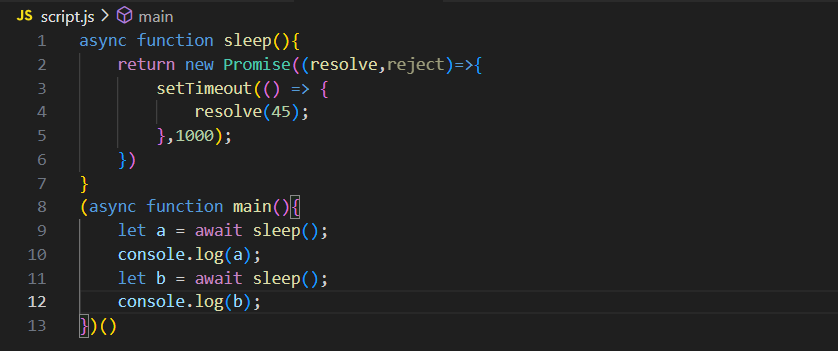 JS script.js > main
1 async function sleep(){
2     return new Promise((resolve,reject)=>{
3         setTimeout(() => {
4             resolve(45);
5         },1000);
6     })
7 }
8 (async function main(){
9     let a = await sleep();
10     console.log(a);
11     let b = await sleep();
12     console.log(b);
13 })()